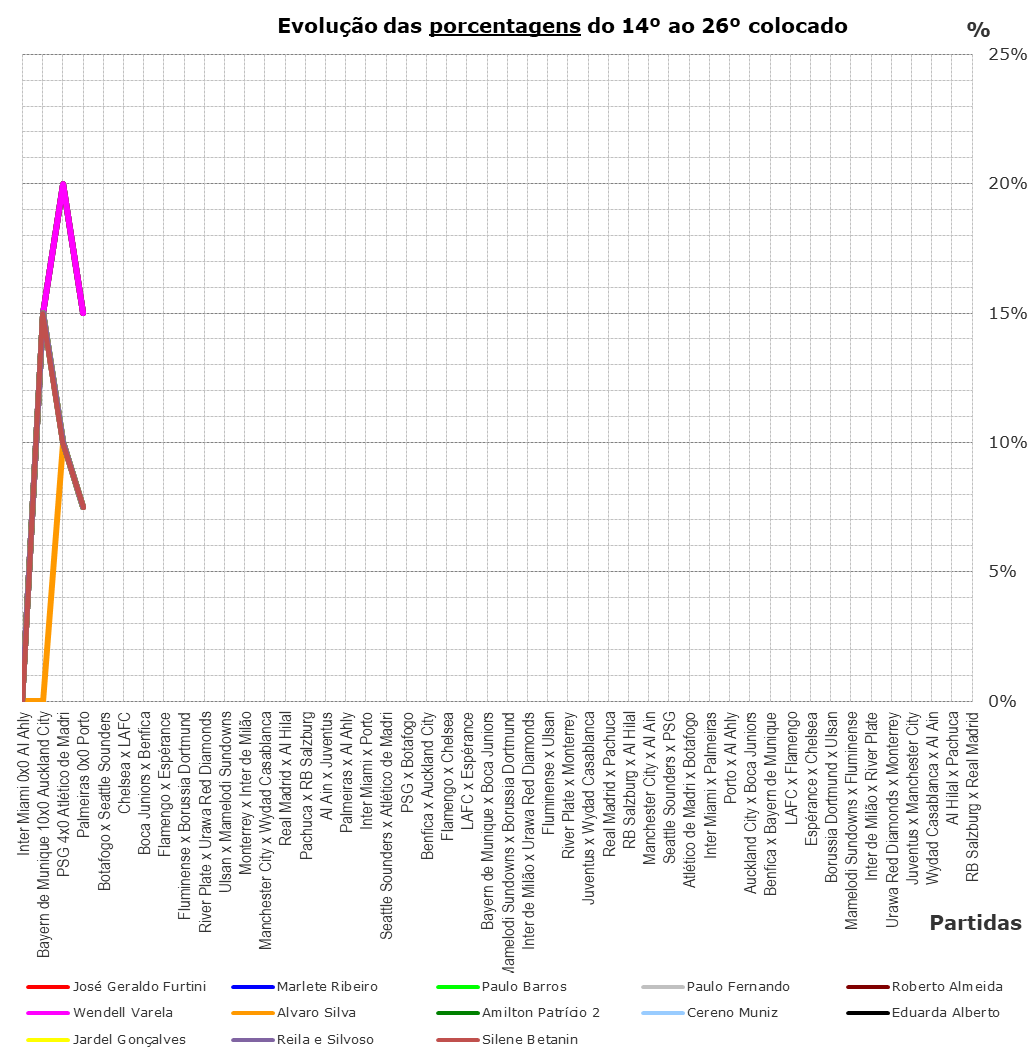 Evolução das porcentagens do 14º ao 26º colocado
%
25%
20%
15%
10%
5%
0%
Inter Miami 0x0 Al Ahly
Bayern de Munique 10x0 Auckland City
PSG 4x0 Atlético de Madri
Palmeiras 0x0 Porto
Botafogo x Seattle Sounders
Chelsea x LAFC
Boca Juniors x Benfica
Flamengo x Espérance
Fluminense x Borussia Dortmund
River Plate x Urawa Red Diamonds
Ulsan x Mamelodi Sundowns
Monterrey x Inter de Milão
Manchester City x Wydad Casablanca
Real Madrid x Al Hilal
Pachuca x RB Salzburg
Al Ain x Juventus
Palmeiras x Al Ahly
Inter Miami x Porto
Seattle Sounders x Atlético de Madri
PSG x Botafogo
Benfica x Auckland City
Flamengo x Chelsea
LAFC x Espérance
Bayern de Munique x Boca Juniors
Mamelodi Sundowns x Borussia Dortmund
Inter de Milão x Urawa Red Diamonds
Fluminense x Ulsan
River Plate x Monterrey
Juventus x Wydad Casablanca
Real Madrid x Pachuca
RB Salzburg x Al Hilal
Manchester City x Al Ain
Seattle Sounders x PSG
Atlético de Madri x Botafogo
Inter Miami x Palmeiras
Porto x Al Ahly
Auckland City x Boca Juniors
Benfica x Bayern de Munique
LAFC x Flamengo
Espérance x Chelsea
Borussia Dortmund x Ulsan
Mamelodi Sundowns x Fluminense
Inter de Milão x River Plate
Urawa Red Diamonds x Monterrey
Juventus x Manchester City
Wydad Casablanca x Al Ain
Al Hilal x Pachuca
RB Salzburg x Real Madrid
Partidas
José Geraldo Furtini Marlete Ribeiro Paulo Barros Paulo Fernando Roberto Almeida
Wendell Varela Alvaro Silva Amilton Patrício 2 Cereno Muniz Eduarda Alberto
Jardel Gonçalves Reila e Silvoso Silene Betanin